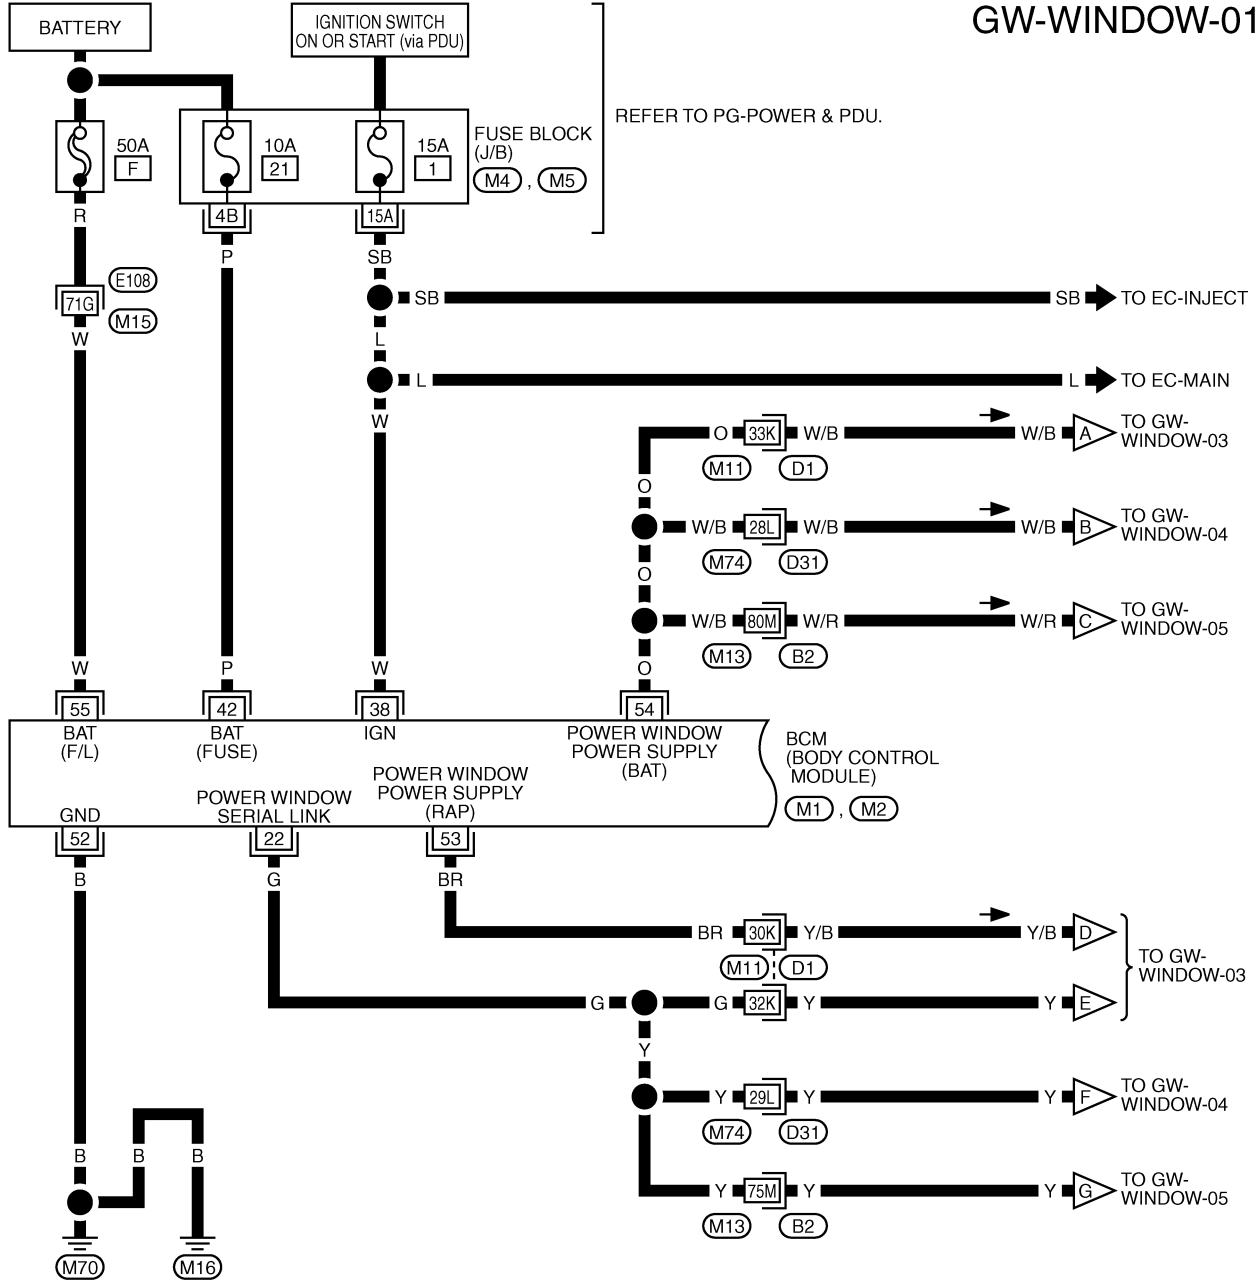 GW-WINDOW-01
BATTERY
IGNITION SWITCH
ON OR START (via PDU)
REFER TO PG-POWER & PDU.
50A
F
10A
21
15A
1
FUSE BLOCK
(J/B)
M4 , M5
R
4B
15A
P
SB
71G
E108
M15
SB
SB
TO EC-INJECT
W
L
L
L
TO EC-MAIN
W
O
33K
W/B
W/B
A
TO GW-
WINDOW-03
M11
D1
O
W/B
28L
W/B
W/B
B
TO GW-
WINDOW-04
M74
D31
O
W/B
80M
W/R
W/R
C
TO GW-
WINDOW-05
M13
B2
W
P
W
O
55
42
38
54
BAT
(F/L)
BAT
(FUSE)
IGN
POWER WINDOW
POWER SUPPLY
(BAT)
BCM
(BODY CONTROL
MODULE)
M1 , M2
GND
POWER WINDOW
SERIAL LINK
POWER WINDOW
POWER SUPPLY
(RAP)
52
22
53
B
G
BR
BR
30K
Y/B
Y/B
D
M11
D1
TO GW-
WINDOW-03
G
G
32K
Y
Y
E
Y
Y
29L
Y
Y
F
TO GW-
WINDOW-04
M74
D31
B
B
B
Y
75M
Y
Y
G
TO GW-
WINDOW-05
M13
B2
M70
M16